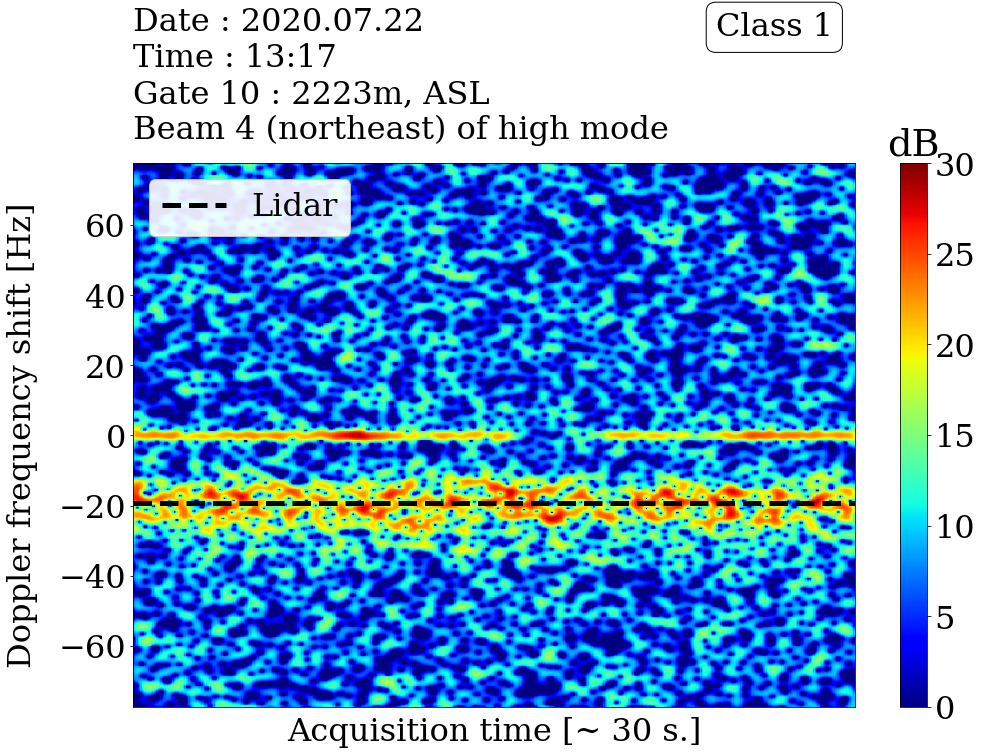 Date : 2020.07.22
Time : 13:17
Gate 10 : 2223m, ASL
Beam 4 (northeast) of high mode
Class 1
dB
Lidar
Doppler frequency shift [Hz]
60
40
20
0
−20
−40
−60
30
25
20
15
10
5
0
Acquisition time [~ 30 s.]